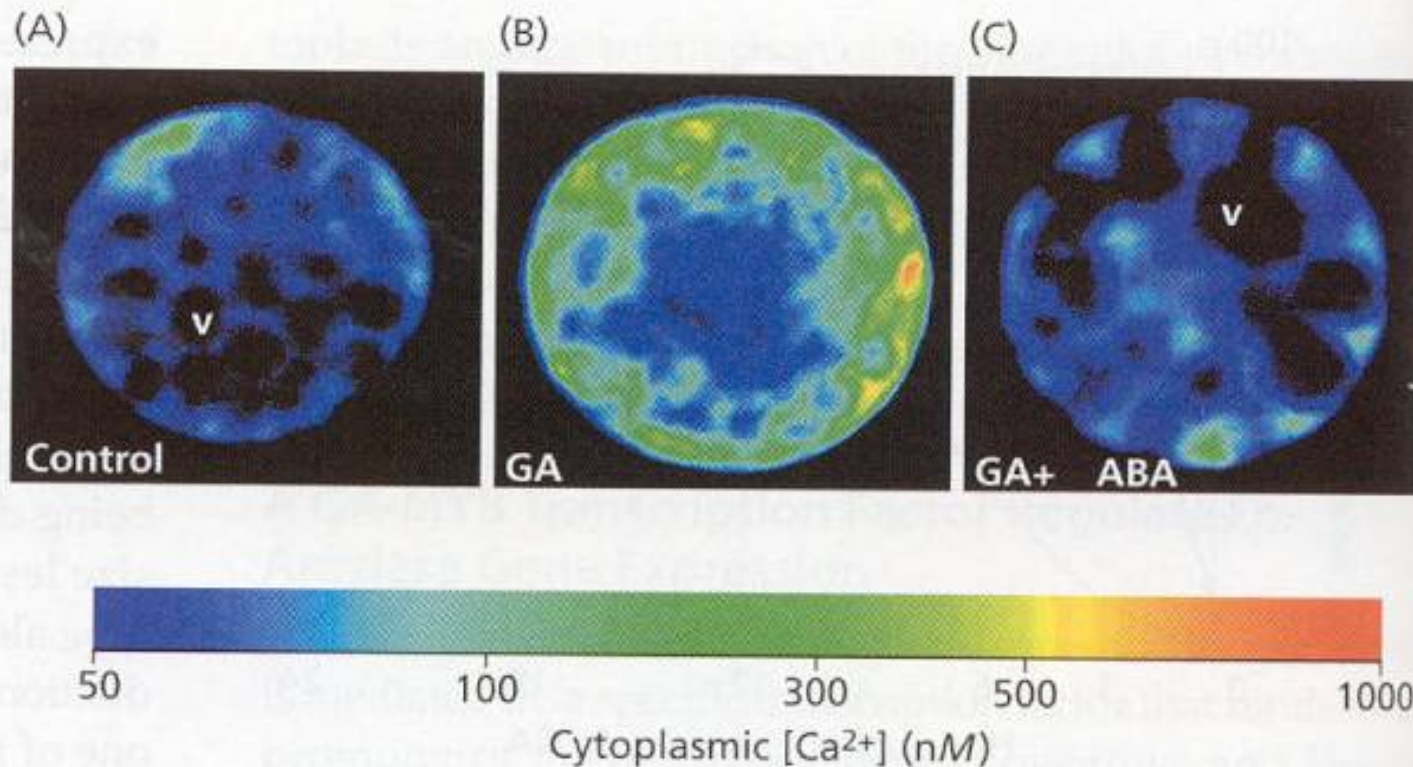 (A)
(B)
(C)
v
v
Control
GA
GA+ ABA
50
100
300
500
1000
Cytoplasmic [Ca²⁺] (nM)